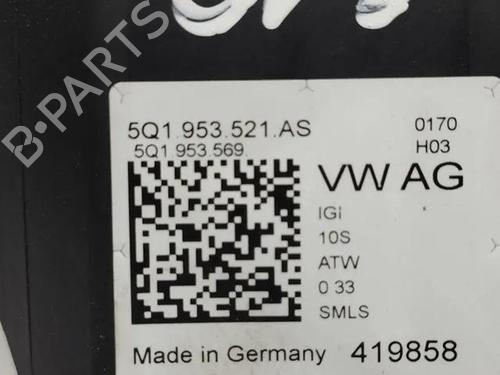 B-PARTS
5Q1.953.521.AS
0170
5Q1.953.569.
H03
VW AG
IGI
10S
ATW
0 33
SMLS
Made in Germany
419858